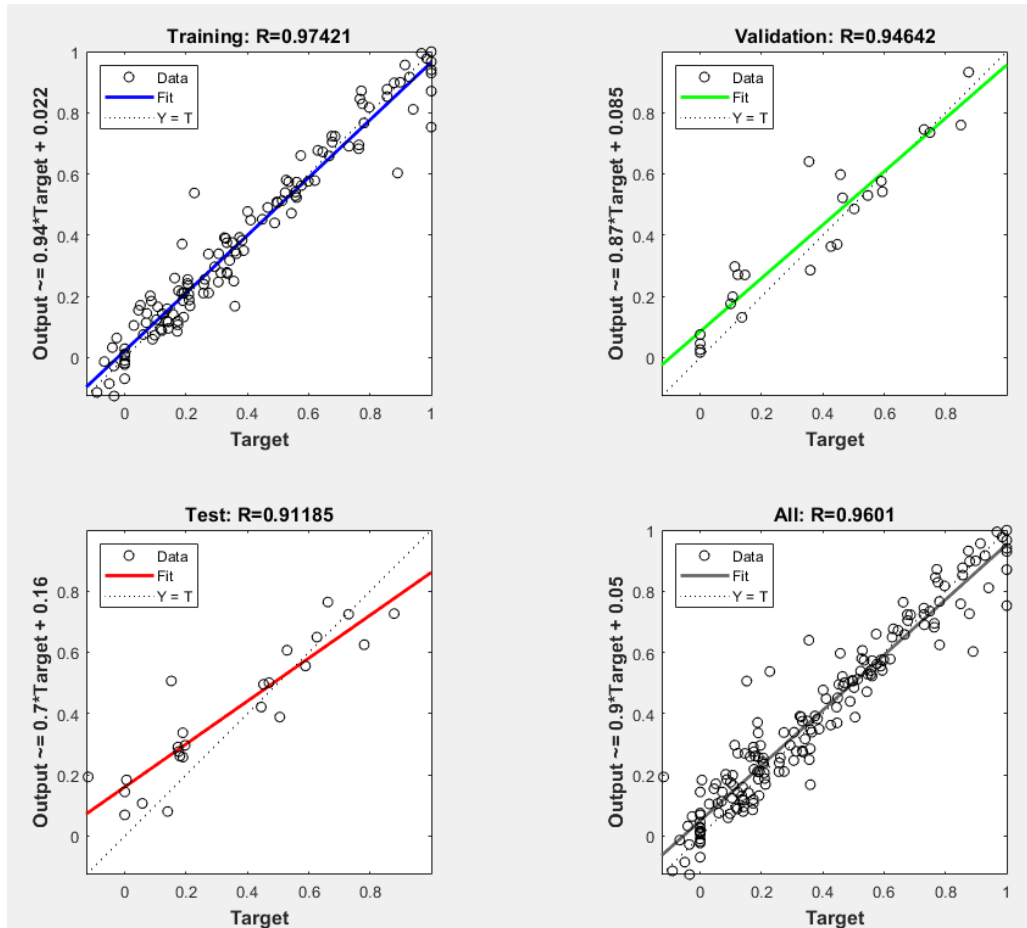 Training: R=0.97421
Output ~= 0.94*Target + 0.022
Data
Fit
Y = T
1
0.8
0.6
0.4
0.2
0
0 0.2 0.4 0.6 0.8 1
Target
Validation: R=0.94642
Output ~= 0.87*Target + 0.085
Data
Fit
Y = T
1
0.8
0.6
0.4
0.2
0
0 0.2 0.4 0.6 0.8 1
Target
Test: R=0.91185
Output ~= 0.7*Target + 0.16
Data
Fit
Y = T
0.8
0.6
0.4
0.2
0
0 0.2 0.4 0.6 0.8
Target
All: R=0.9601
Output ~= 0.9*Target + 0.05
Data
Fit
Y = T
1
0.8
0.6
0.4
0.2
0
0 0.2 0.4 0.6 0.8 1
Target